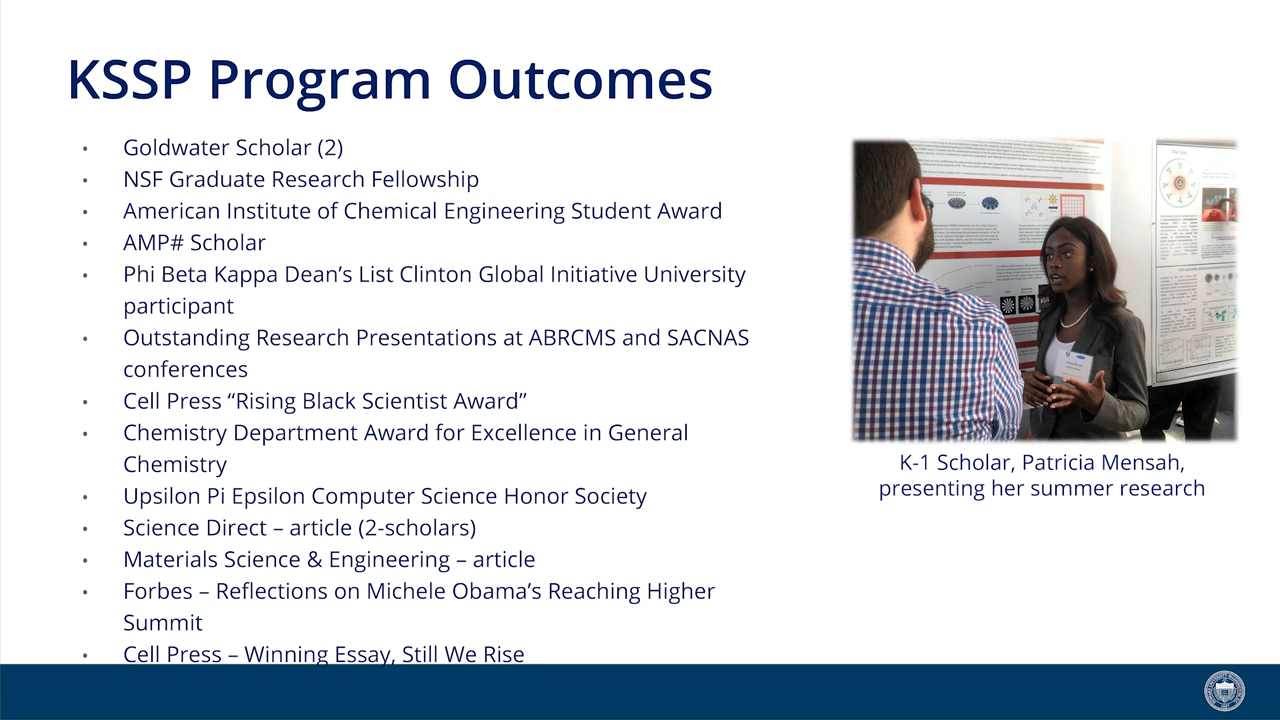 KSSP Program Outcomes
• Goldwater Scholar (2)
• NSF Graduate Research Fellowship
• American Institute of Chemical Engineering Student Award
• AMP# Scholar
• Phi Beta Kappa Dean’s List Clinton Global Initiative University
participant
• Outstanding Research Presentations at ABRCMS and SACNAS
conferences
• Cell Press “Rising Black Scientist Award”
• Chemistry Department Award for Excellence in General
Chemistry
• Upsilon Pi Epsilon Computer Science Honor Society
• Science Direct – article (2-scholars)
• Materials Science & Engineering – article
• Forbes – Reflections on Michele Obama’s Reaching Higher
Summit
• Cell Press – Winning Essay, Still We Rise
K-1 Scholar, Patricia Mensah,
presenting her summer research